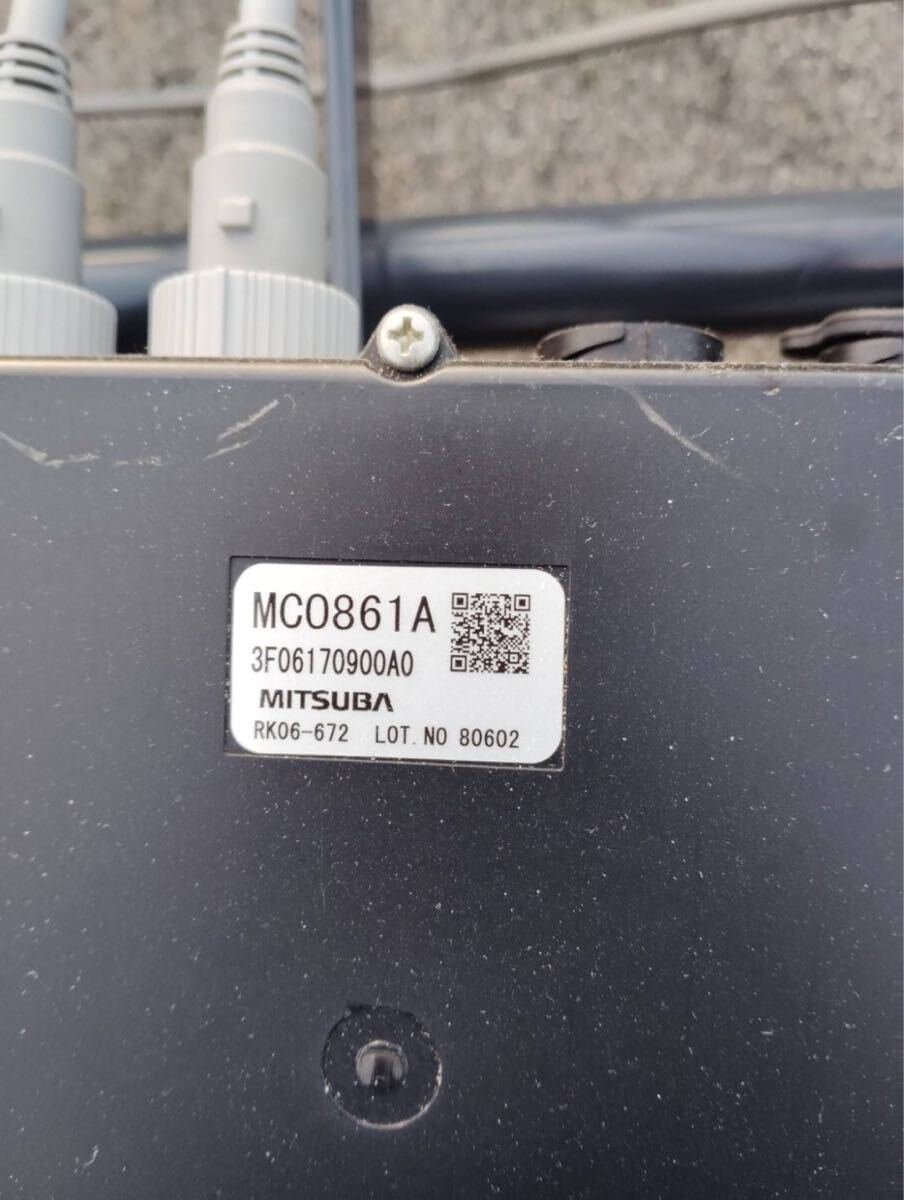 MC0861A
3F06170900A0
MITSUBA
RK06-672 LOT.NO 80602